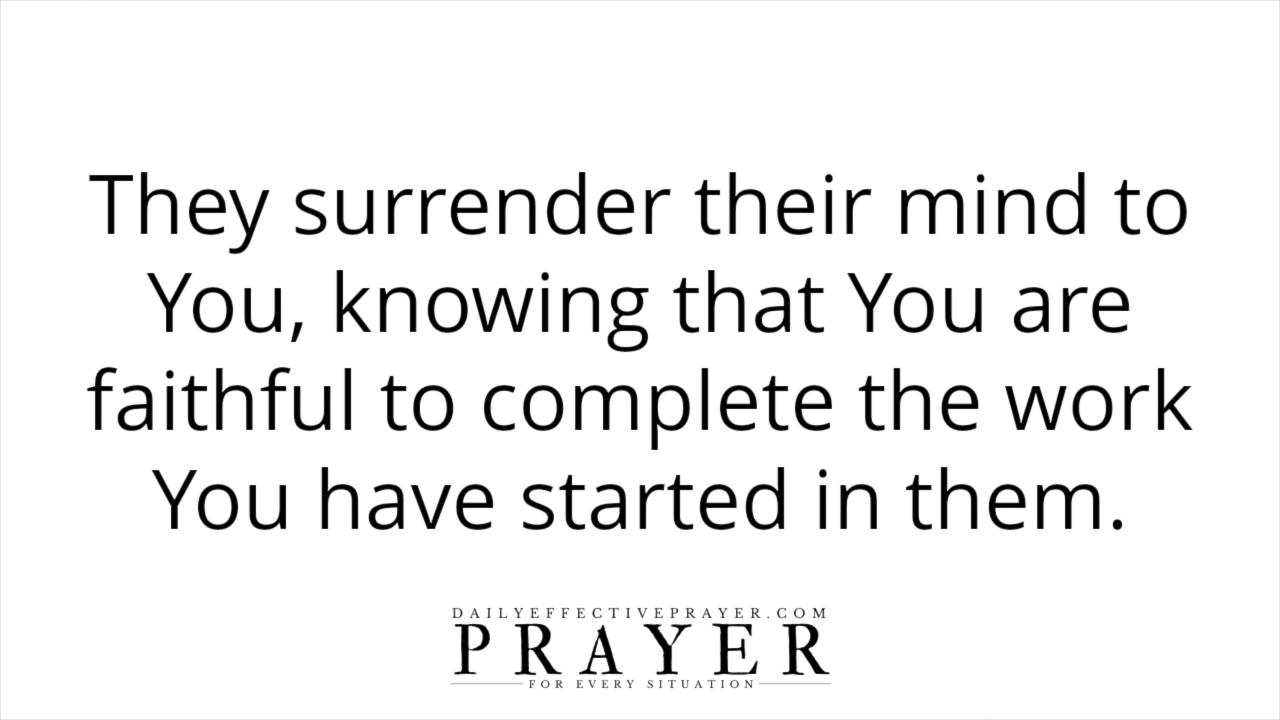 They surrender their mind to
You, knowing that You are
faithful to complete the work
You have started in them.
DAILYEFFECTIVEPRAYER.COM
PRAYER
FOR EVERY SITUATION